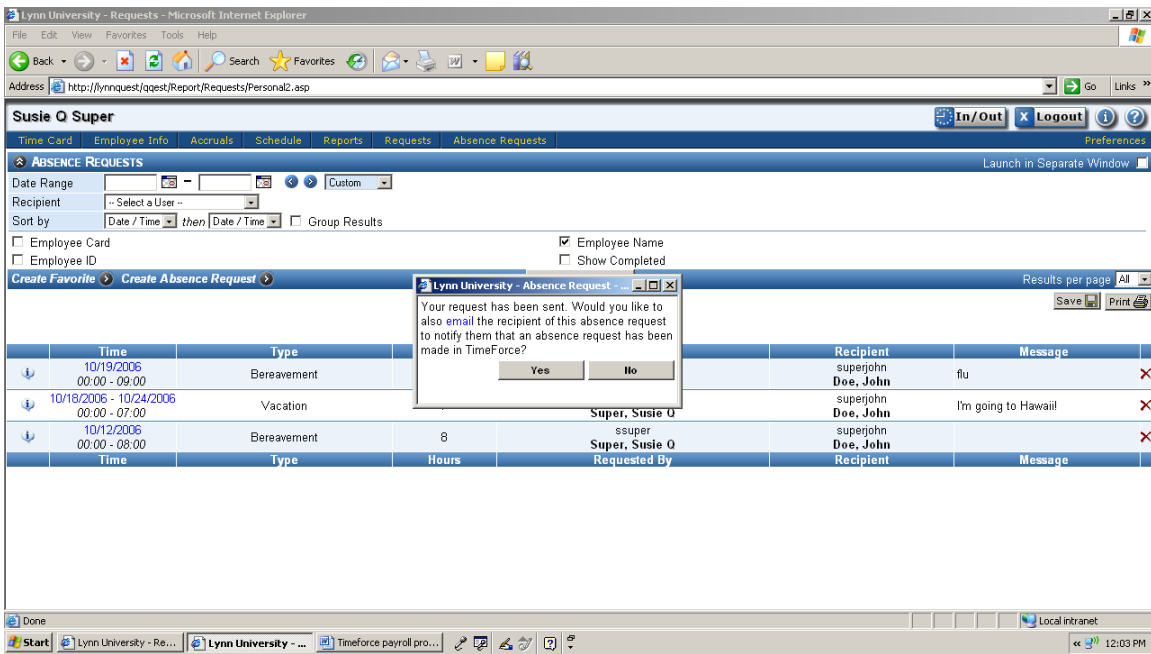 Lynn University - Requests - Microsoft Internet Explorer
File Edit View Favorites Tools Help
Back Search Favorites
Address http://lynnquest/qqest/Report/Requests/Personal2.asp Go Links »
Susie Q Super In/Out X Logout
Time Card Employee Info Accruals Schedule Reports Requests Absence Requests Preferences
ABSENCE REQUESTS Launch in Separate Window
Date Range – Custom
Recipient -- Select a User --
Sort by Date / Time then Date / Time Group Results
Employee Card Employee Name
Employee ID Show Completed
Create Favorite Create Absence Request Results per page All
Save Print
Lynn University - Absence Request - ...
Your request has been sent. Would you like to
also email the recipient of this absence request
to notify them that an absence request has been
made in TimeForce?
Yes No
Time Type Recipient Message
10/19/2006 Bereavement superjohn flu
00:00 - 09:00 Doe, John
10/18/2006 - 10/24/2006 Vacation superjohn I'm going to Hawaii!
00:00 - 07:00 Super, Susie Q Doe, John
10/12/2006 Bereavement 8 ssuper superjohn
00:00 - 08:00 Super, Susie Q Doe, John
Time Type Hours Requested By Recipient Message
Done Local intranet
Start Lynn University - Re... Lynn University - ... Timeforce payroll pro... « 12:03 PM